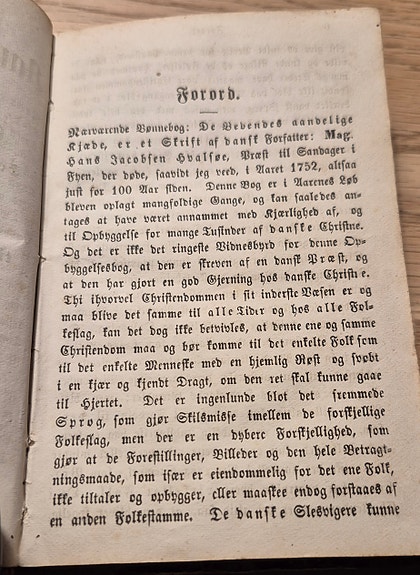 Forord.
Nærværende Bønnebog: De Bedendes aandelige
Kjæde, er et Skrift af dansk Forfatter: Mag.
Hans Jacobsen Hvalsøe, Præst til Sandager i
Fyen, der døde, saavidt jeg veed, i Aaret 1752, altsaa
just for 100 Aar siden. Denne Bog er i Aarenes Løb
bleven oplagt mangfoldige Gange, og kan saaledes an-
tages at have været annammet med Kjærlighed af, og
til Opbyggelse for mange Tusinder af danske Christne.
Og det er ikke det ringeste Vidnesbyrd for denne Op-
byggelsesbog, at den er skreven af en dansk Præst, og
at den har gjort en god Gjerning hos danske Christne.
Thi ihvorvel Christendommen i sit inderste Væsen er og
maa blive det samme til alle Tider og hos alle Fol-
keslag, kan det dog ikke betvivles, at denne ene og samme
Christendom maa og bør komme til det enkelte Folk som
til det enkelte Menneske med en hjemlig Røst og svøbt
i en kjær og kjendt Dragt, om den ret skal kunne gaae
til Hjertet. Det er ingenlunde blot det fremmede
Sprog, som gjør Skilsmisse imellem de forskjellige
Folkeslag, men der er en dybere Forskjellighed, som
gjør at de Forestillinger, Billeder og den hele Betragt-
ningsmaade, som især er eiendommelig for det ene Folk,
ikke tiltaler og opbygger, eller maaskee endog forstaaes af
en anden Folkestamme. De danske Slesvigere kunne